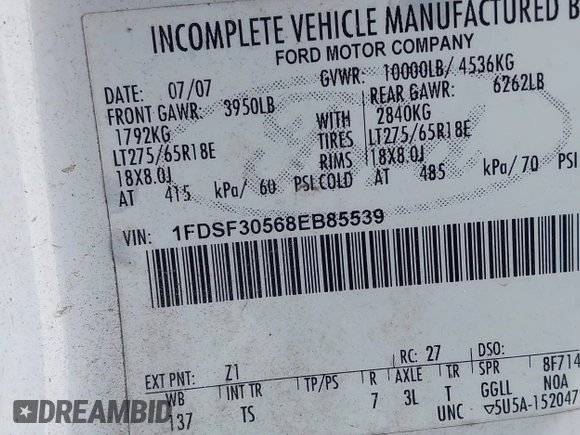 INCOMPLETE VEHICLE MANUFACTURED B
FORD MOTOR COMPANY
DATE: 07/07 GVWR: 10000LB/ 4536KG
FRONT GAWR: 3950LB REAR GAWR: 6262LB
1792KG WITH 2840KG
LT275/65R18E TIRES LT275/65R18E
18X8.0J RIMS 18X8.0J
AT 415 kPa/ 60 PSI COLD AT 485 kPa/ 70 PSI
VIN: 1FDSF30568EB85539
EXT PNT: Z1 RC: 27 DSO:
WB INT TR TP/PS R AXLE TR SPR 8F714
137 TS 7 3L T GGLL NOA
UNC ▽5U5A-152047
DRIVEAUTOBID